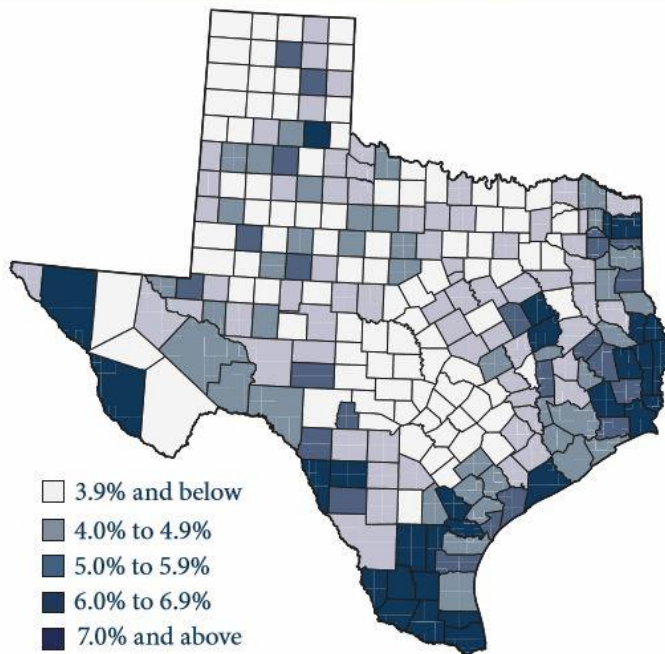 3.9% and below
4.0% to 4.9%
5.0% to 5.9%
6.0% to 6.9%
7.0% and above